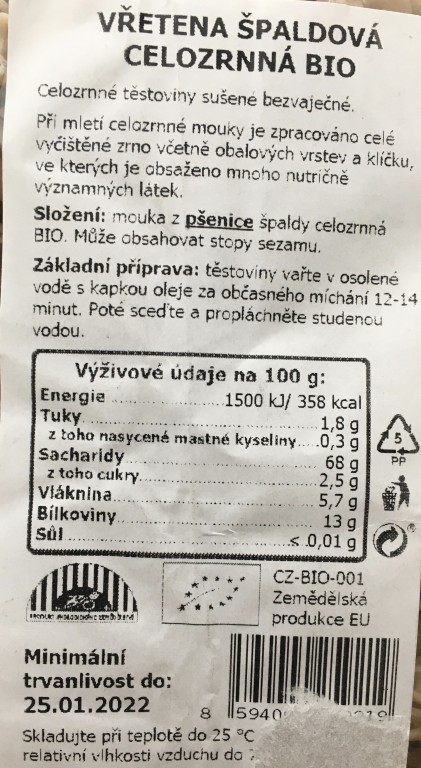 VŘETENA ŠPALDOVÁ
CELOZRNNÁ BIO
Celozrnné těstoviny sušené bezvaječné.
Při mletí celozrnné mouky je zpracováno celé
vyčištěné zrno včetně obalových vrstev a klíčku,
ve kterých je obsaženo mnoho nutričně
významných látek.
Složení: mouka z pšenice špaldy celozrnná
BIO. Může obsahovat stopy sezamu.
Základní příprava: těstoviny vařte v osolené
vodě s kapkou oleje za občasného míchání 12-14
minut. Poté sceďte a propláchněte studenou
vodou.
Výživové údaje na 100 g:
Energie ............ 1500 kJ/ 358 kcal
Tuky ............ 1,8 g
z toho nasycené mastné kyseliny....0,3 g
Sacharidy ............ 68 g
z toho cukry ............ 2,5 g
Vláknina ............ 5,7 g
Bílkoviny ............ 13 g
Sůl ............ ≤ 0,01 g
5
PP
PRODUKT EKOLOGICKÉHO ZEMĚDĚLSTVÍ
CZ-BIO-001
Zemědělská
produkce EU
Minimální
trvanlivost do:
25.01.2022
8 5940
Skladujte při teplotě do 25 °C
relativní vlhkosti vzduchu do